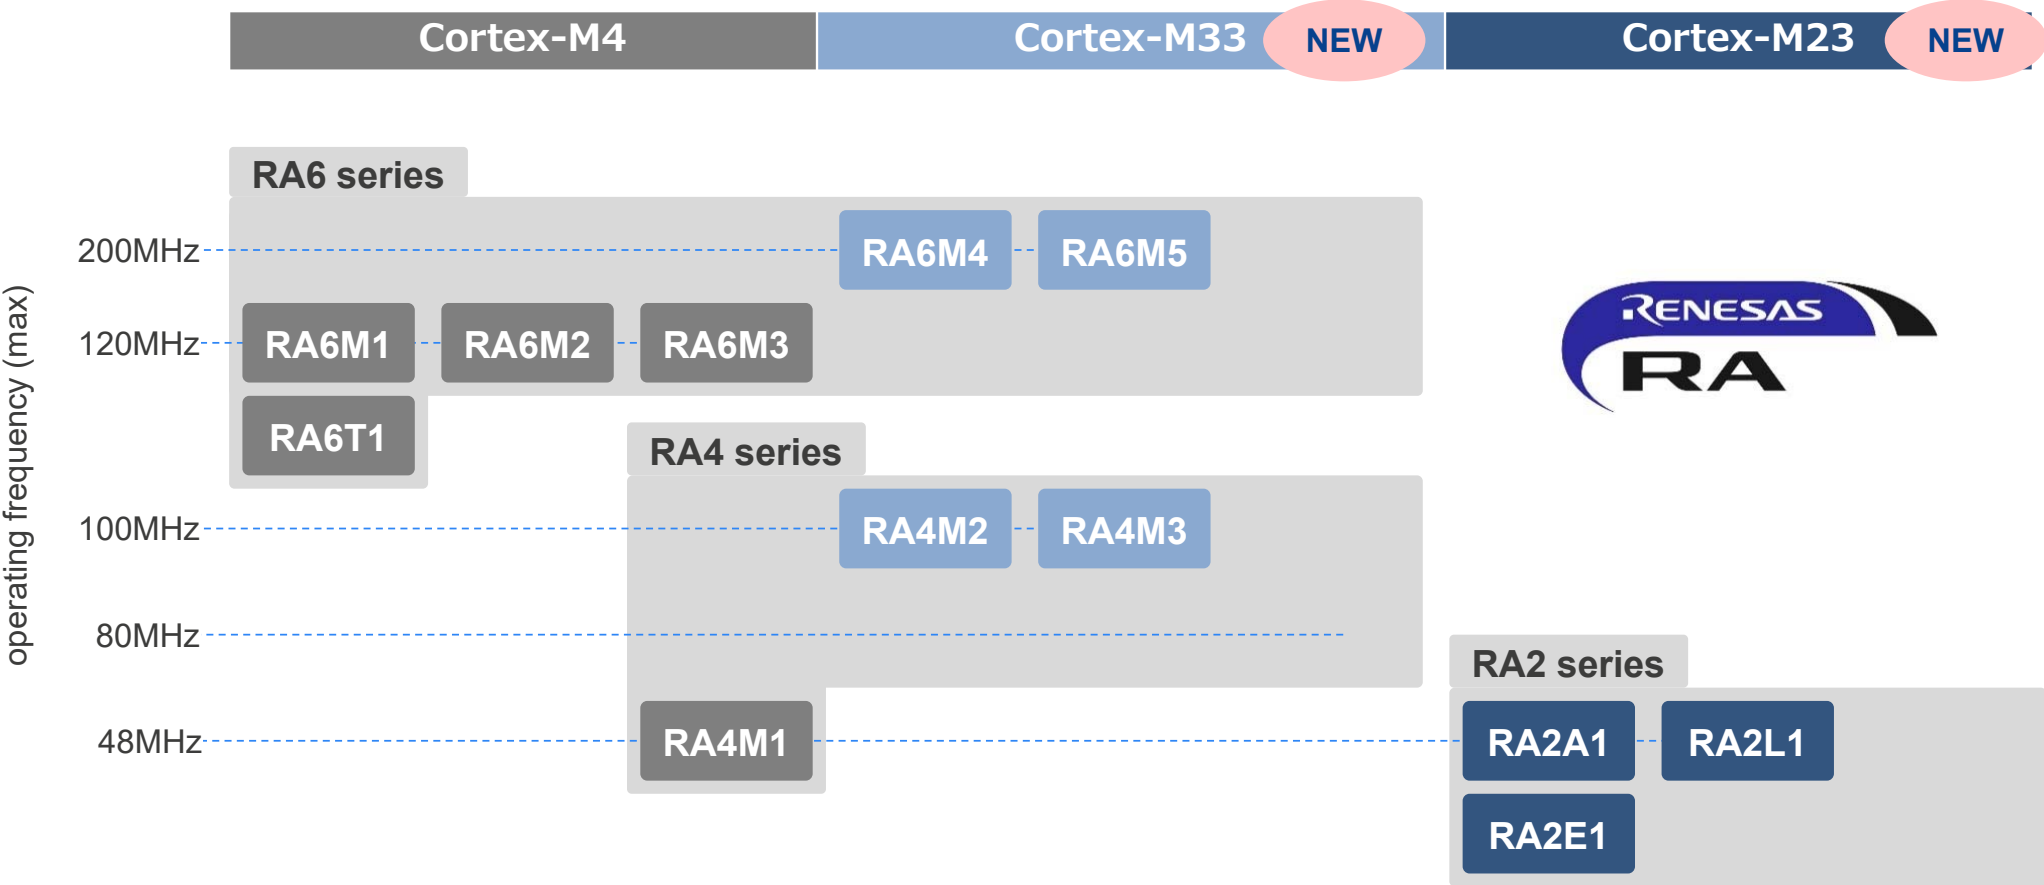 Cortex-M4
Cortex-M33
NEW
Cortex-M23
NEW
RA6 series
200MHz
RA6M4
RA6M5
RENESAS
RA
operating frequency (max)
120MHz
RA6M1
RA6M2
RA6M3
RA6T1
RA4 series
100MHz
RA4M2
RA4M3
80MHz
RA2 series
48MHz
RA4M1
RA2A1
RA2L1
RA2E1